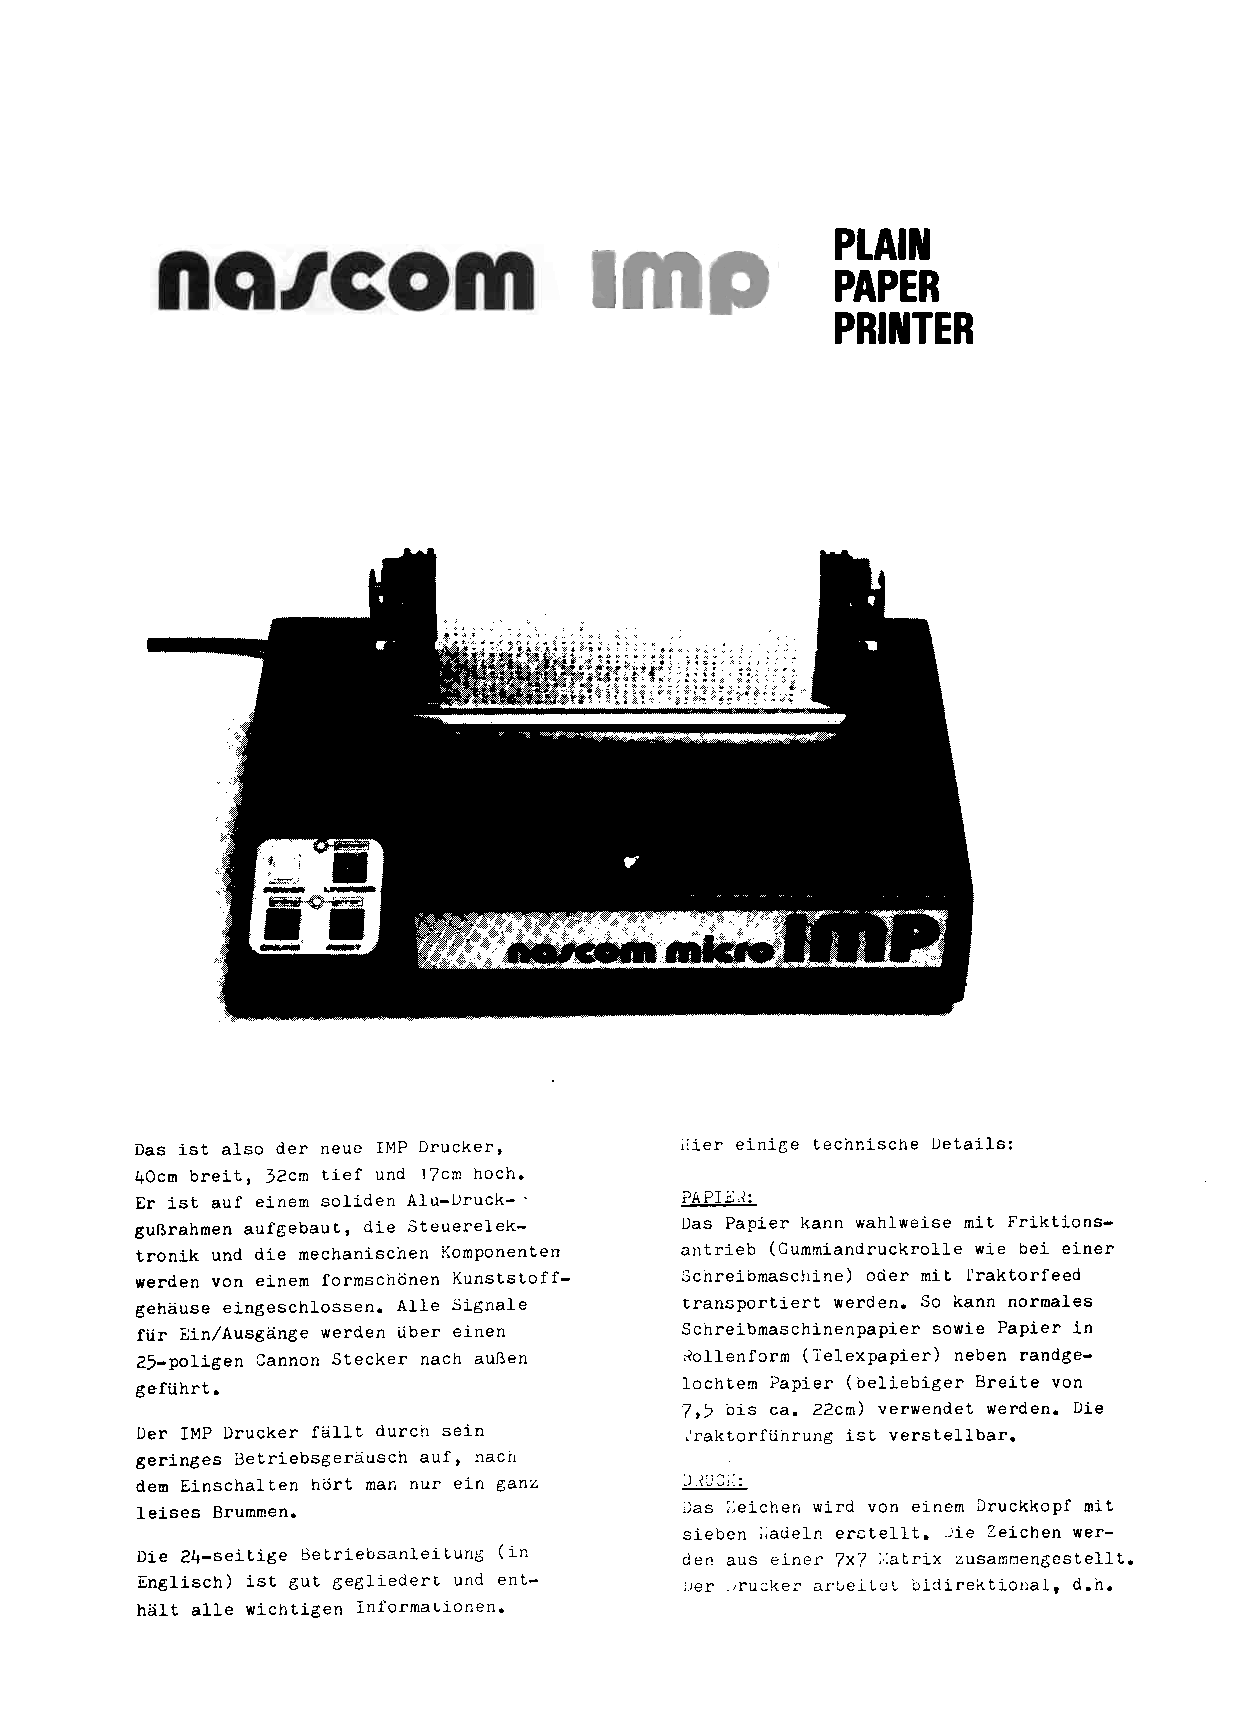 nascom imp
PLAIN
PAPER
PRINTER
POWER
nascom micro IMP
Das ist also der neue IMP Drucker,
40cm breit, 32cm tief und 17cm hoch.
Er ist auf einem soliden Alu-Druck-
gußrahmen aufgebaut, die Steuerelek-
tronik und die mechanischen Komponenten
werden von einem formschönen Kunststoff-
gehäuse eingeschlossen. Alle Signale
für Ein/Ausgänge werden über einen
25-poligen Cannon Stecker nach außen
geführt.
Der IMP Drucker fällt durch sein
geringes Betriebsgeräusch auf, nach
dem Einschalten hört man nur ein ganz
leises Brummen.
Die 24-seitige Betriebsanleitung (in
Englisch) ist gut gegliedert und ent-
hält alle wichtigen Informationen.
Hier einige technische Details:
PAPIER:
Das Papier kann wahlweise mit Friktions-
antrieb (Gummiandruckrolle wie bei einer
Schreibmaschine) oder mit Traktorfeed
transportiert werden. So kann normales
Schreibmaschinenpapier sowie Papier in
Rollenform (Telexpapier) neben randge-
lochtem Papier (beliebiger Breite von
7,5 bis ca. 22cm) verwendet werden. Die
Traktorführung ist verstellbar.
DRUCK:
Das Zeichen wird von einem Druckkopf mit
sieben Nadeln erstellt. Die Zeichen wer-
den aus einer 7x7 Matrix zusammengestellt.
Der Drucker arbeitet bidirektional, d.h.